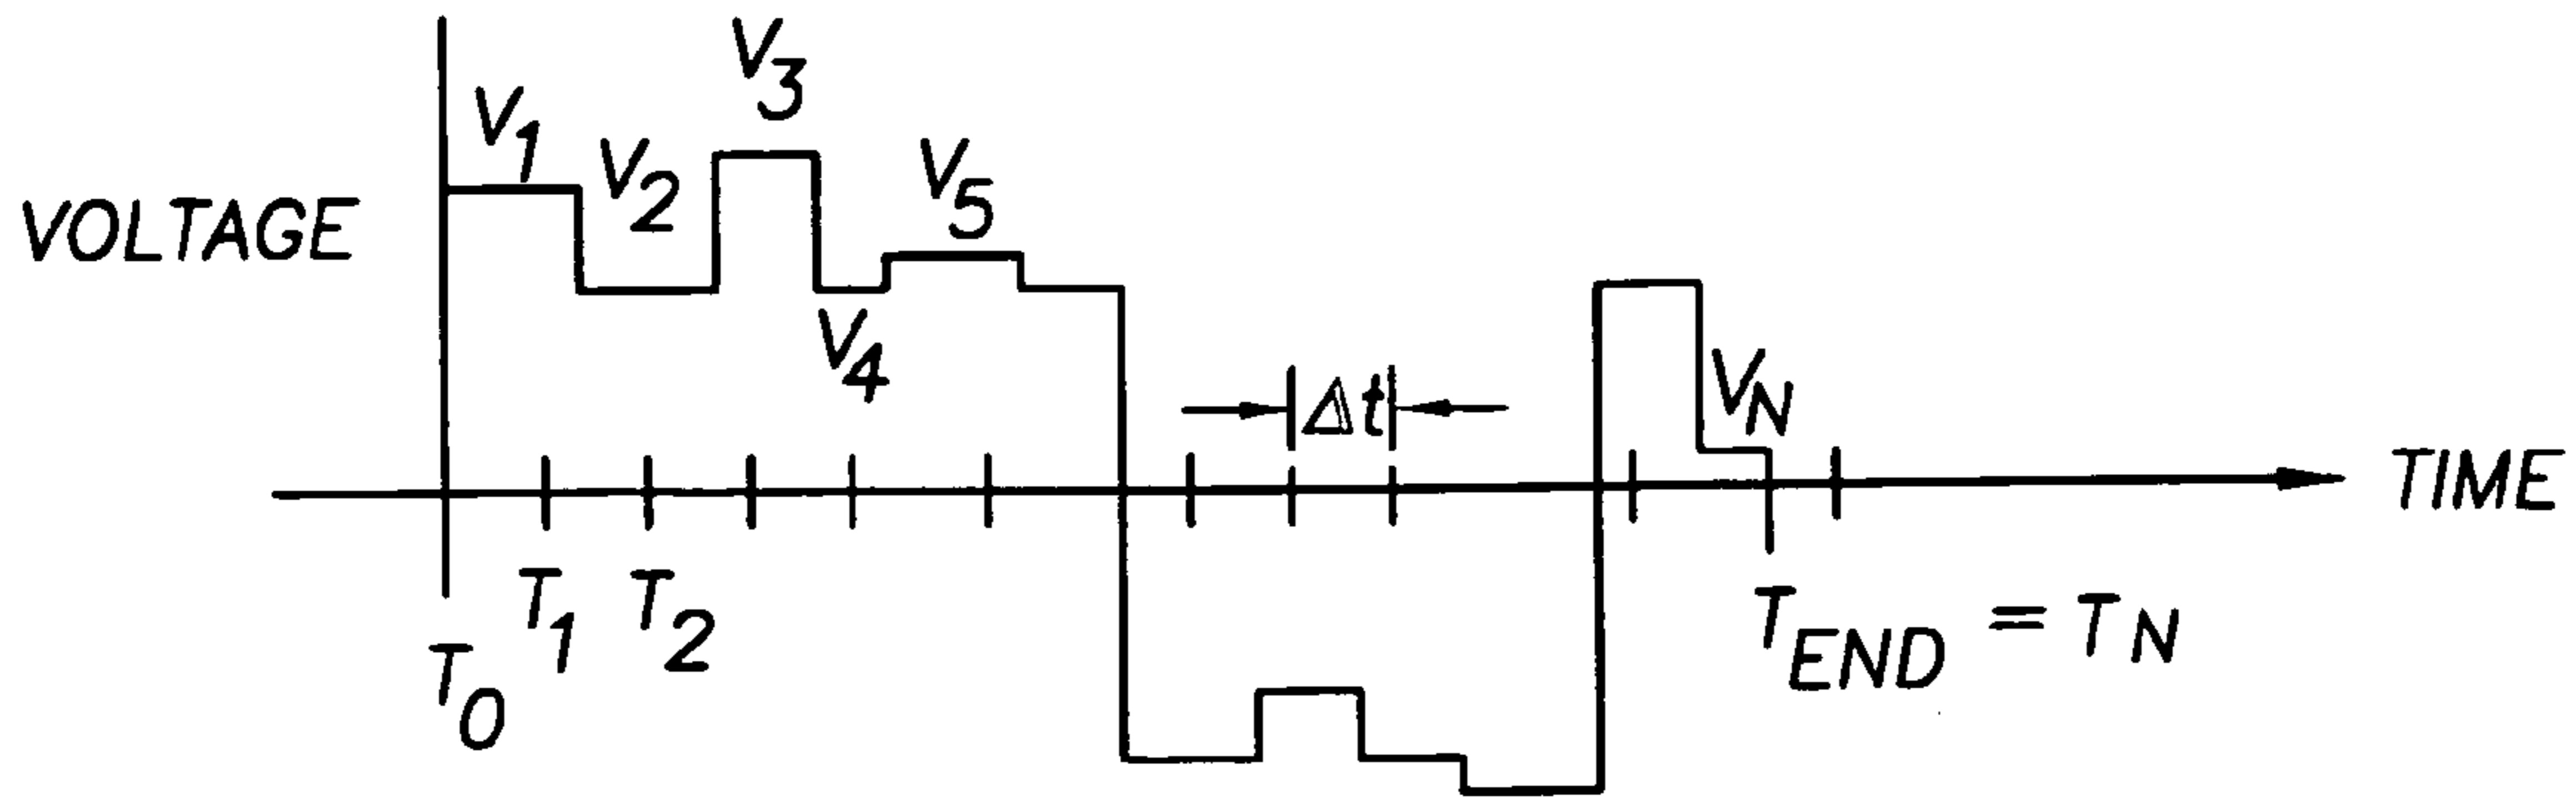 VOLTAGE
V1
V2
V3
V4
V5
Δt
VN
TIME
T0
T1
T2
TEND = TN